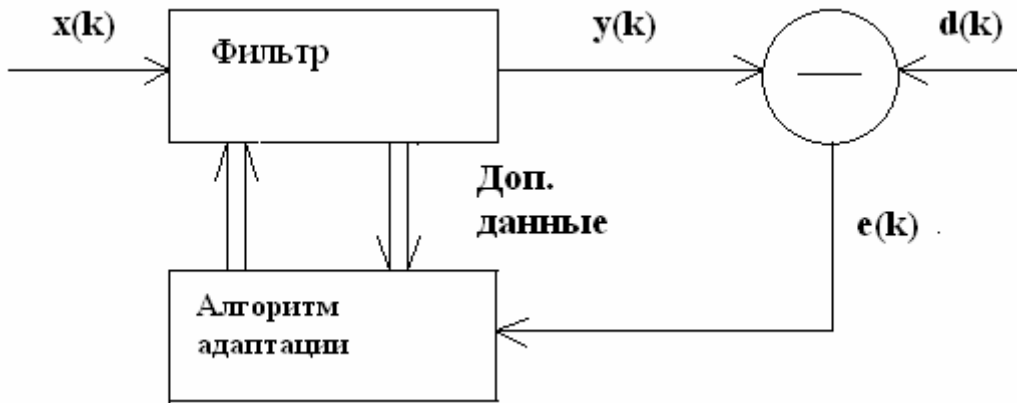 x(k)
Фильтр
y(k)
d(k)
Доп.
данные
e(k)
Алгоритм
адаптации